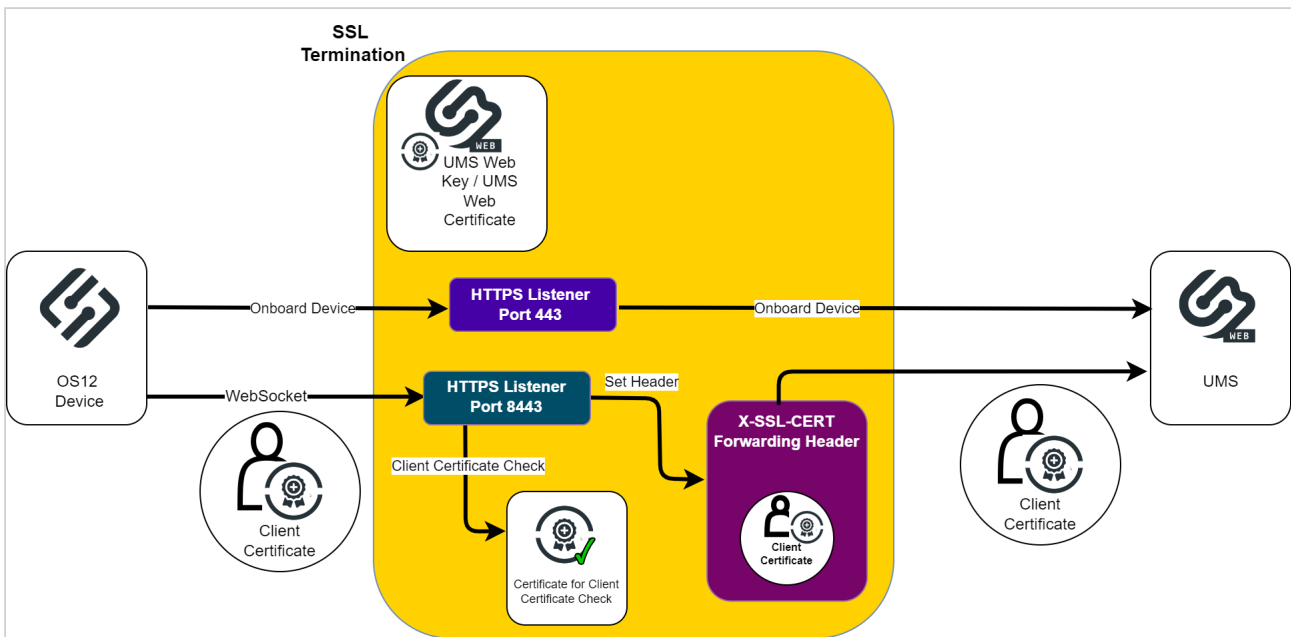 SSL
Termination
WEB
UMS Web
Key / UMS
Web
Certificate
OS12
Device
Onboard Device
HTTPS Listener
Port 443
Onboard Device
WEB
UMS
WebSocket
HTTPS Listener
Port 8443
Set Header
X-SSL-CERT
Forwarding Header
Client Certificate Check
Client
Certificate
Certificate for Client
Certificate Check
Client
Certificate
Client
Certificate